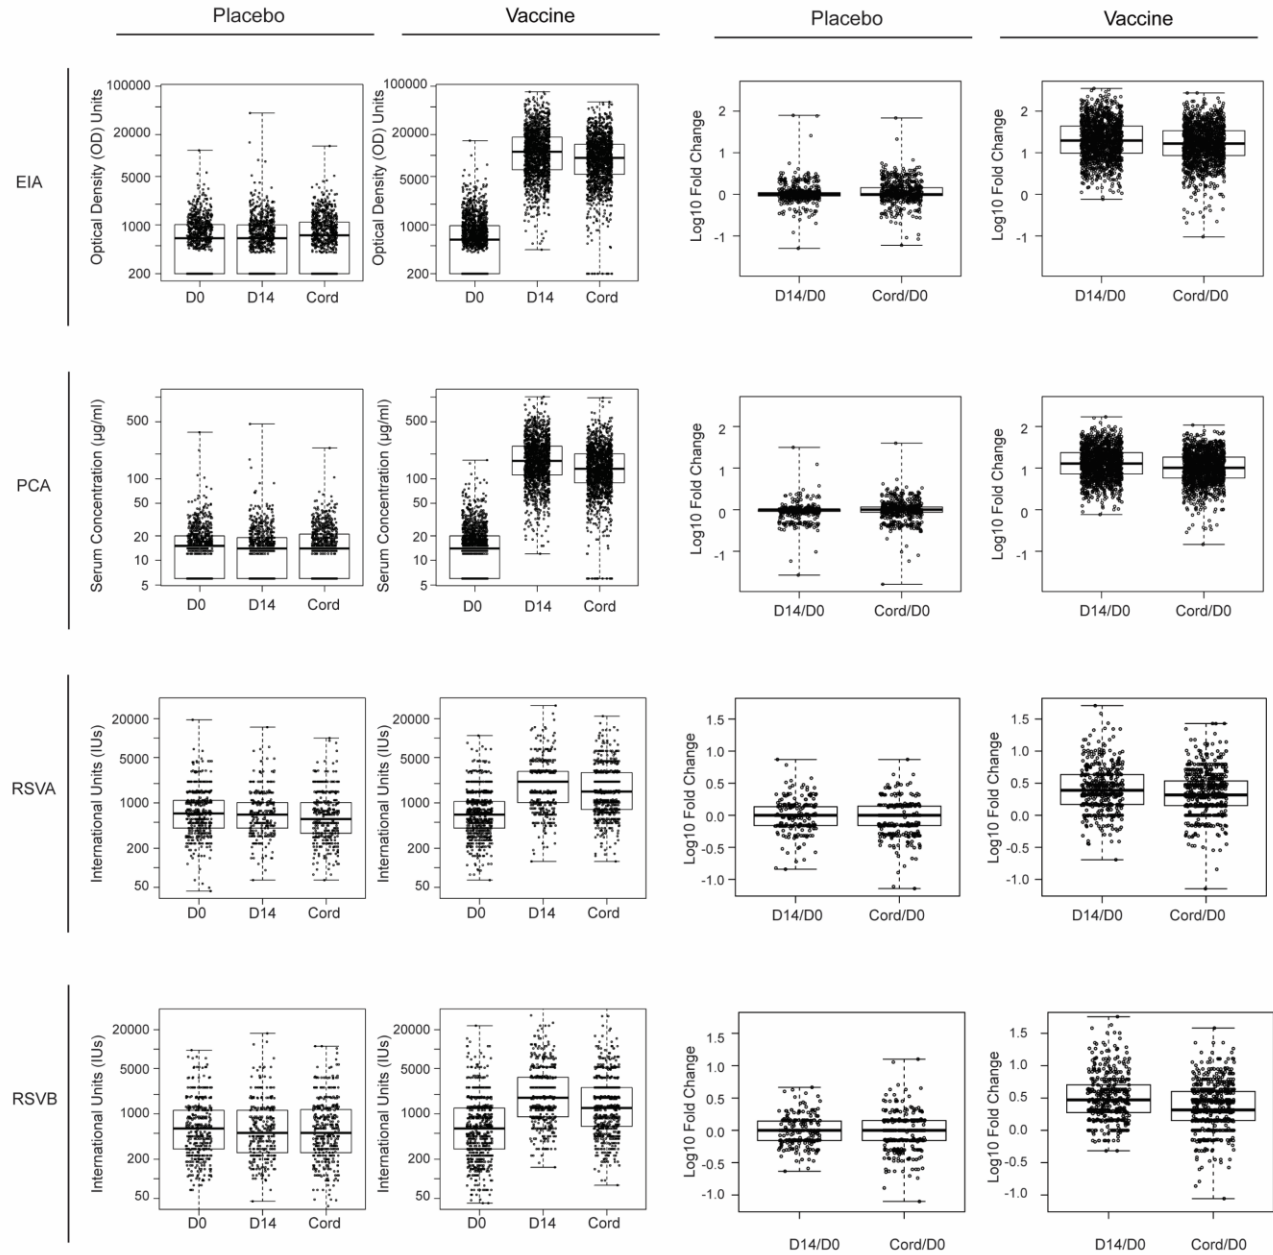 Placebo Vaccine Placebo Vaccine
EIA
Optical Density (OD) Units
100000
20000
5000
1000
200
D0 D14 Cord
Optical Density (OD) Units
100000
20000
5000
1000
200
D0 D14 Cord
Log10 Fold Change
2
1
0
-1
D14/D0 Cord/D0
Log10 Fold Change
2
1
0
-1
D14/D0 Cord/D0
PCA
Serum Concentration (µg/ml)
500
100
50
20
10
5
D0 D14 Cord
Serum Concentration (µg/ml)
500
100
50
20
10
5
D0 D14 Cord
Log10 Fold Change
2
1
0
-1
D14/D0 Cord/D0
Log10 Fold Change
2
1
0
-1
D14/D0 Cord/D0
RSVA
International Units (IUs)
20000
5000
1000
200
50
D0 D14 Cord
International Units (IUs)
20000
5000
1000
200
50
D0 D14 Cord
Log10 Fold Change
1.5
1.0
0.5
0.0
-0.5
-1.0
D14/D0 Cord/D0
Log10 Fold Change
1.5
1.0
0.5
0.0
-0.5
-1.0
D14/D0 Cord/D0
RSVB
International Units (IUs)
20000
5000
1000
200
50
D0 D14 Cord
International Units (IUs)
20000
5000
1000
200
50
D0 D14 Cord
Log10 Fold Change
1.5
1.0
0.5
0.0
-0.5
-1.0
D14/D0 Cord/D0
Log10 Fold Change
1.5
1.0
0.5
0.0
-0.5
-1.0
D14/D0 Cord/D0